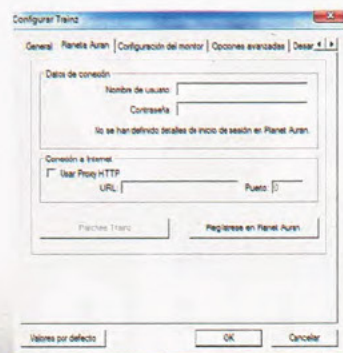 Configurar Trainz
General Planeta Auran Configuración del monitor Opciones avanzadas Desar
Datos de conexión
Nombre de usuario:
Contraseña:
No se han definido detalles de inicio de sesión en Planet Auran.
Conexión a Internet
Usar Proxy HTTP
URL: Puerto: 0
Parches Trainz Regístrese en Planet Auran
Valores por defecto OK Cancelar